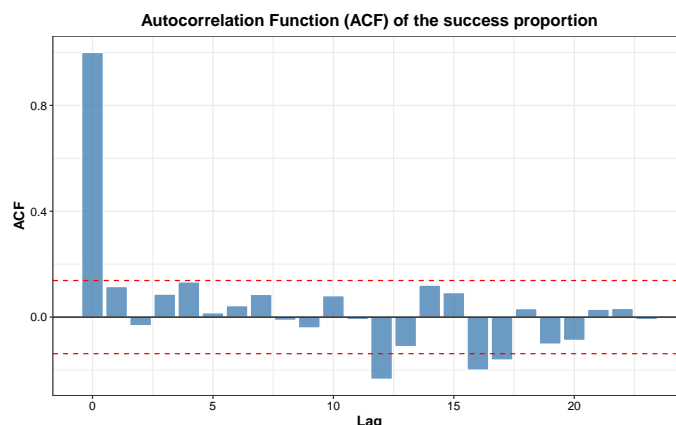 Autocorrelation Function (ACF) of the success proportion
0.8
0.4
0.0
ACF
0 5 10 15 20
Lag